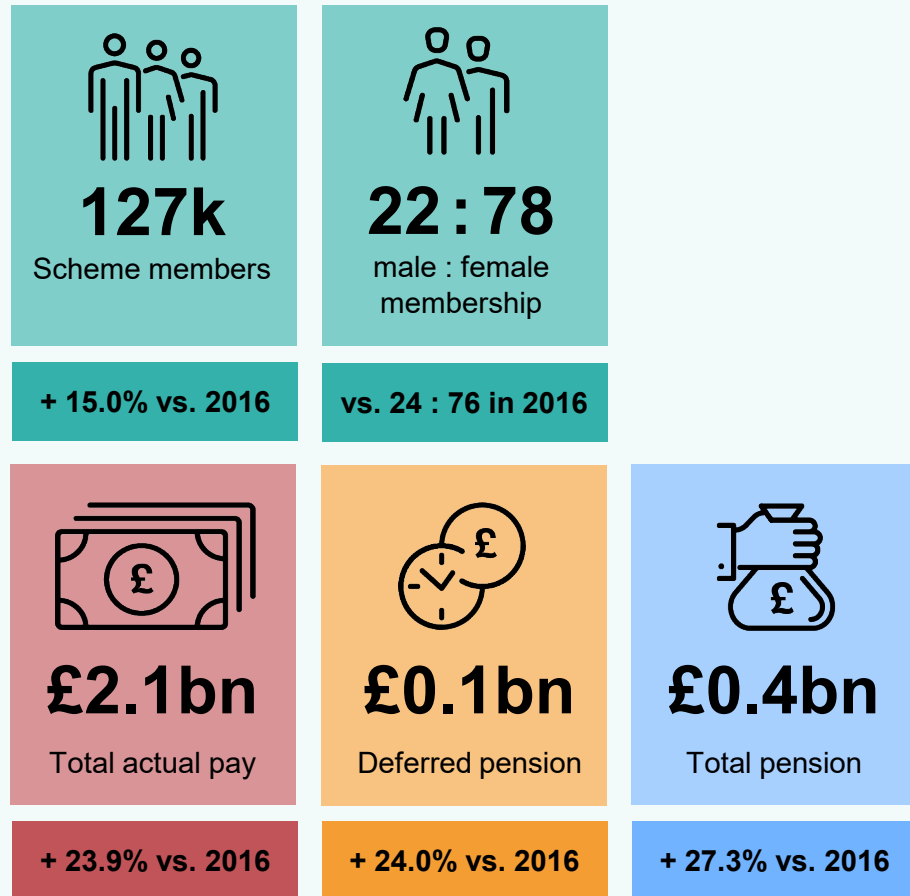 127k
Scheme members
+ 15.0% vs. 2016
22 : 78
male : female
membership
vs. 24 : 76 in 2016
£
£2.1bn
Total actual pay
+ 23.9% vs. 2016
£
£0.1bn
Deferred pension
+ 24.0% vs. 2016
£
£0.4bn
Total pension
+ 27.3% vs. 2016